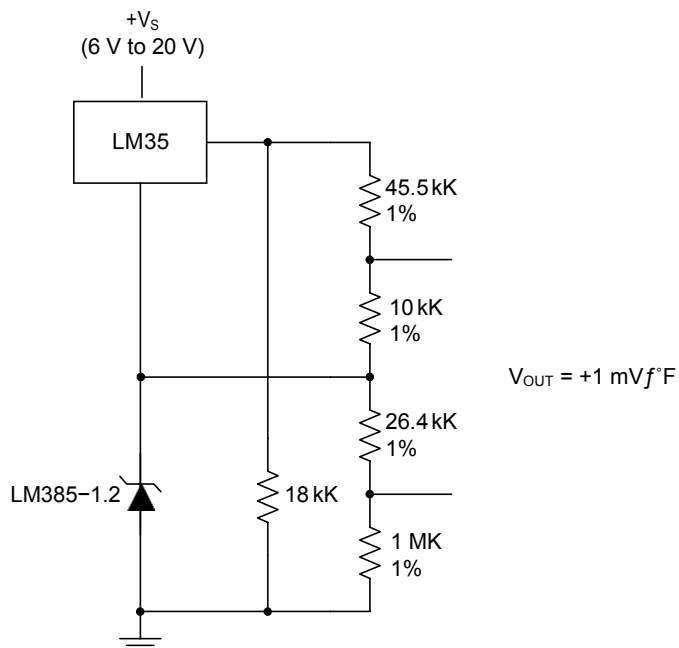 +VS
(6 V to 20 V)
LM35
45.5 kK
1%
10 kK
1%
VOUT = +1 mVƒ°F
26.4 kK
1%
LM385−1.2
18 kK
1 MK
1%